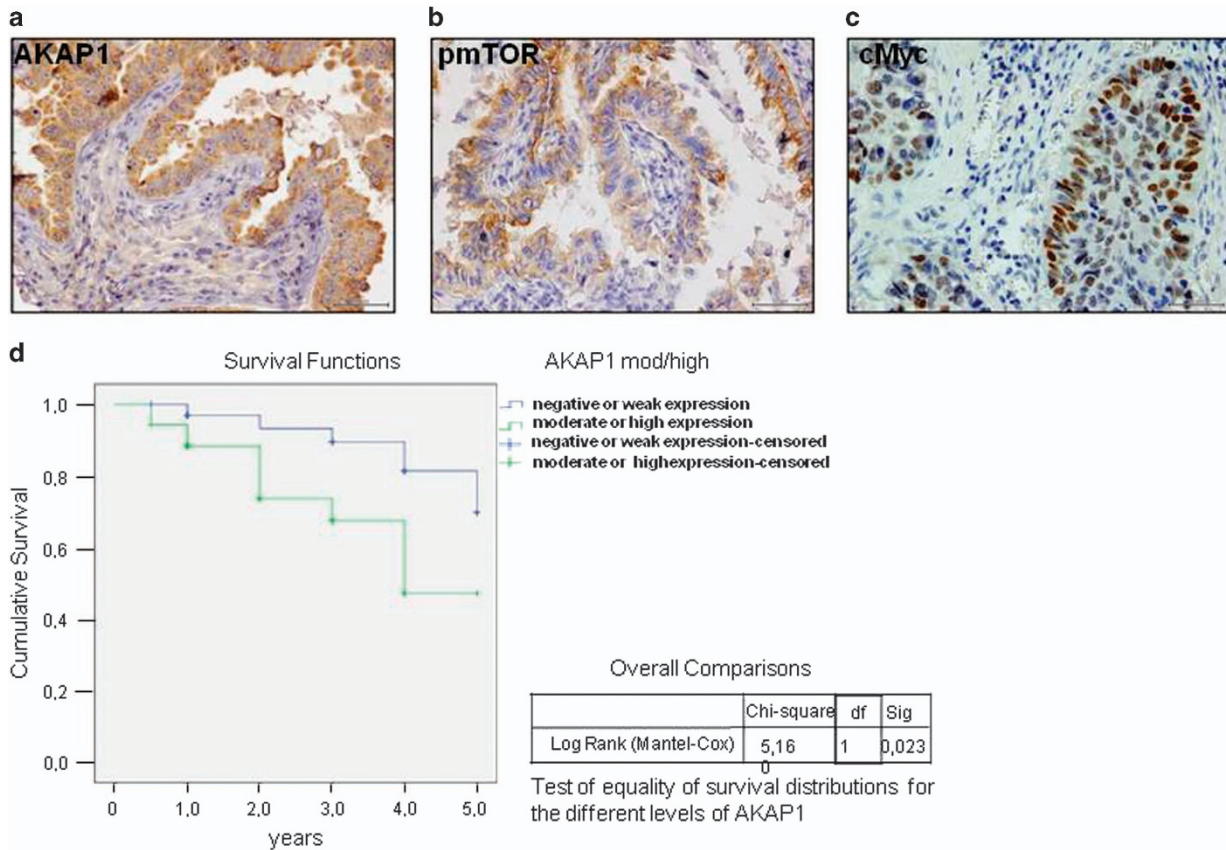 a
AKAP1
b
pmTOR
c
cMyc
d
Survival Functions
AKAP1 mod/high
negative or weak expression
moderate or high expression
negative or weak expression-censored
moderate or highexpression-censored
Cumulative Survival
1,0
0,8
0,6
0,4
0,2
0,0
0 1,0 2,0 3,0 4,0 5,0
years
Overall Comparisons
Chi-square df Sig
Log Rank (Mantel-Cox) 5,16 1 0,023
0
Test of equality of survival distributions for
the different levels of AKAP1